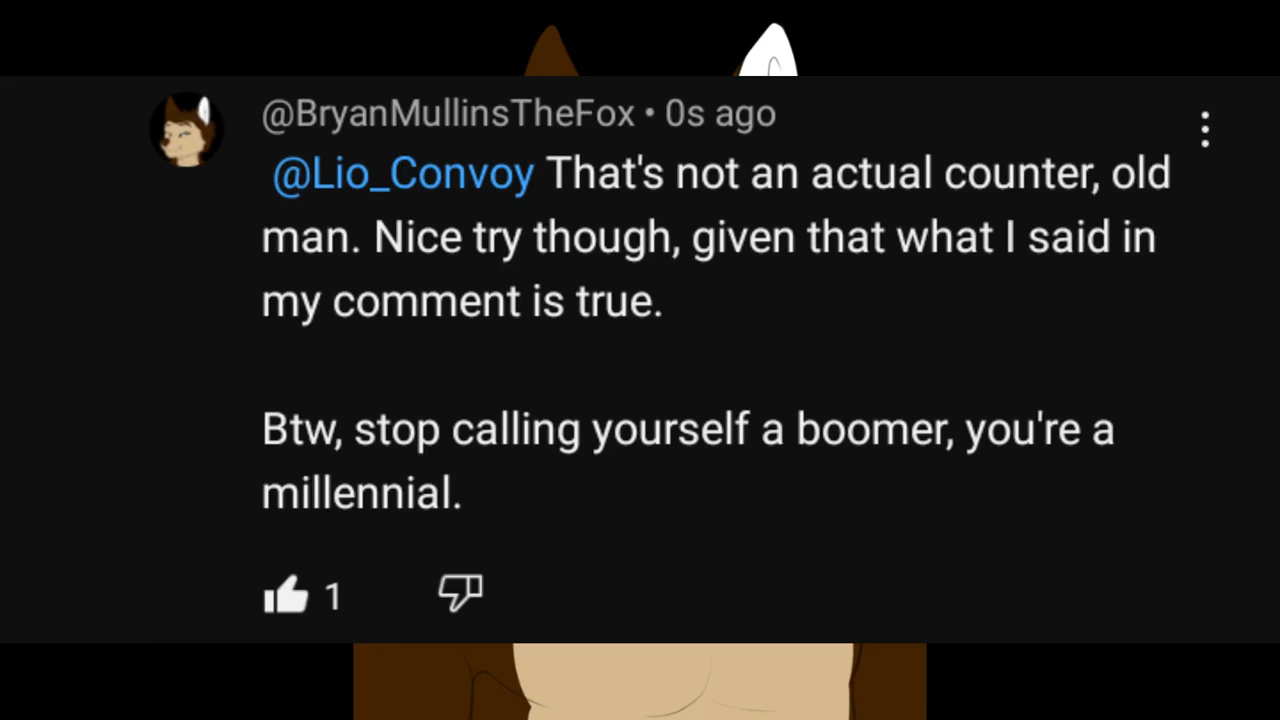 @BryanMullinsTheFox • 0s ago
@Lio_Convoy That's not an actual counter, old
man. Nice try though, given that what I said in
my comment is true.
Btw, stop calling yourself a boomer, you're a
millennial.
1